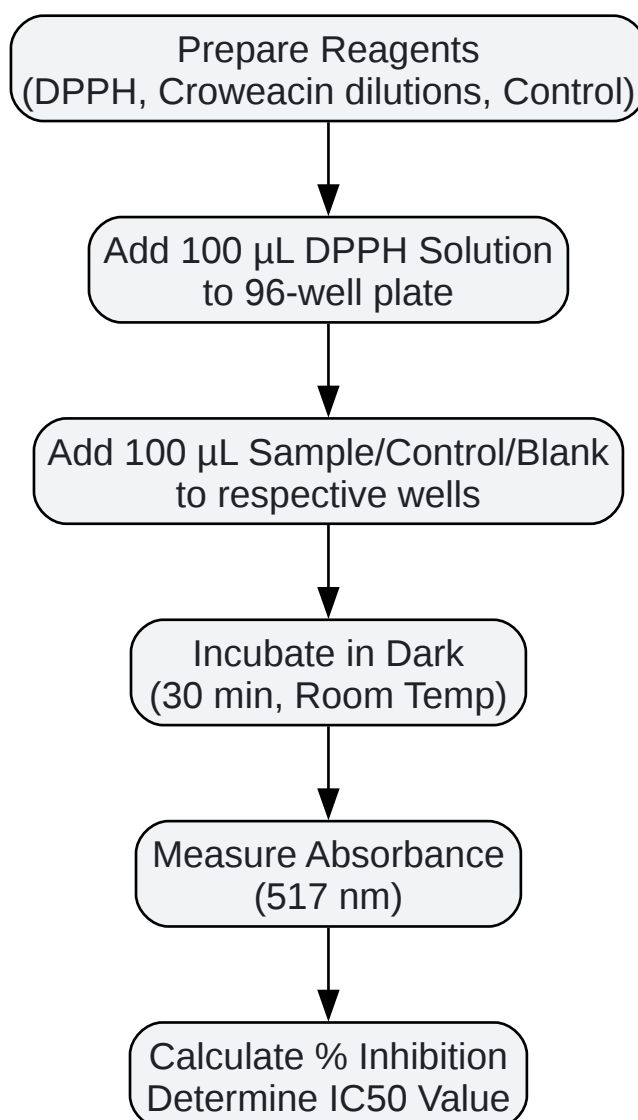 Prepare Reagents
(DPPH, Croweacin dilutions, Control)
Add 100 µL DPPH Solution
to 96-well plate
Add 100 µL Sample/Control/Blank
to respective wells
Incubate in Dark
(30 min, Room Temp)
Measure Absorbance
(517 nm)
Calculate % Inhibition
Determine IC50 Value